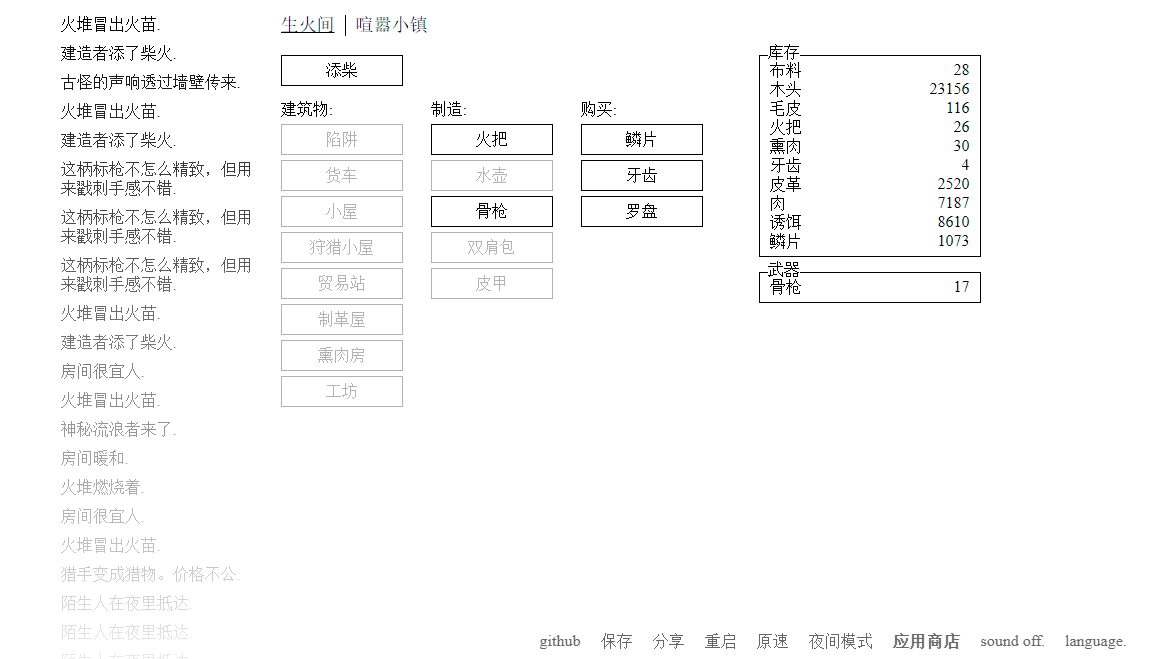 火堆冒出火苗.
建造者添了柴火.
古怪的声响透过墙壁传来.
火堆冒出火苗.
建造者添了柴火.
这柄标枪不怎么精致，但用
来戳刺手感不错.
这柄标枪不怎么精致，但用
来戳刺手感不错.
这柄标枪不怎么精致，但用
来戳刺手感不错.
火堆冒出火苗.
建造者添了柴火.
房间很宜人.
火堆冒出火苗.
神秘流浪者来了.
房间暖和.
火堆燃烧着.
房间很宜人.
火堆冒出火苗.
猎手变成猎物。价格不公.
陌生人在夜里抵达.
陌生人在夜里抵达.
陌生人在夜里抵达.
生火间 | 喧嚣小镇
添柴
建筑物:
陷阱
货车
小屋
狩猎小屋
贸易站
制革屋
熏肉房
工坊
制造:
火把
水壶
骨枪
双肩包
皮甲
购买:
鳞片
牙齿
罗盘
库存
布料 28
木头 23156
毛皮 116
火把 26
熏肉 30
牙齿 4
皮革 2520
肉 7187
诱饵 8610
鳞片 1073
武器
骨枪 17
github 保存 分享 重启 原速 夜间模式 应用商店 sound off. language.